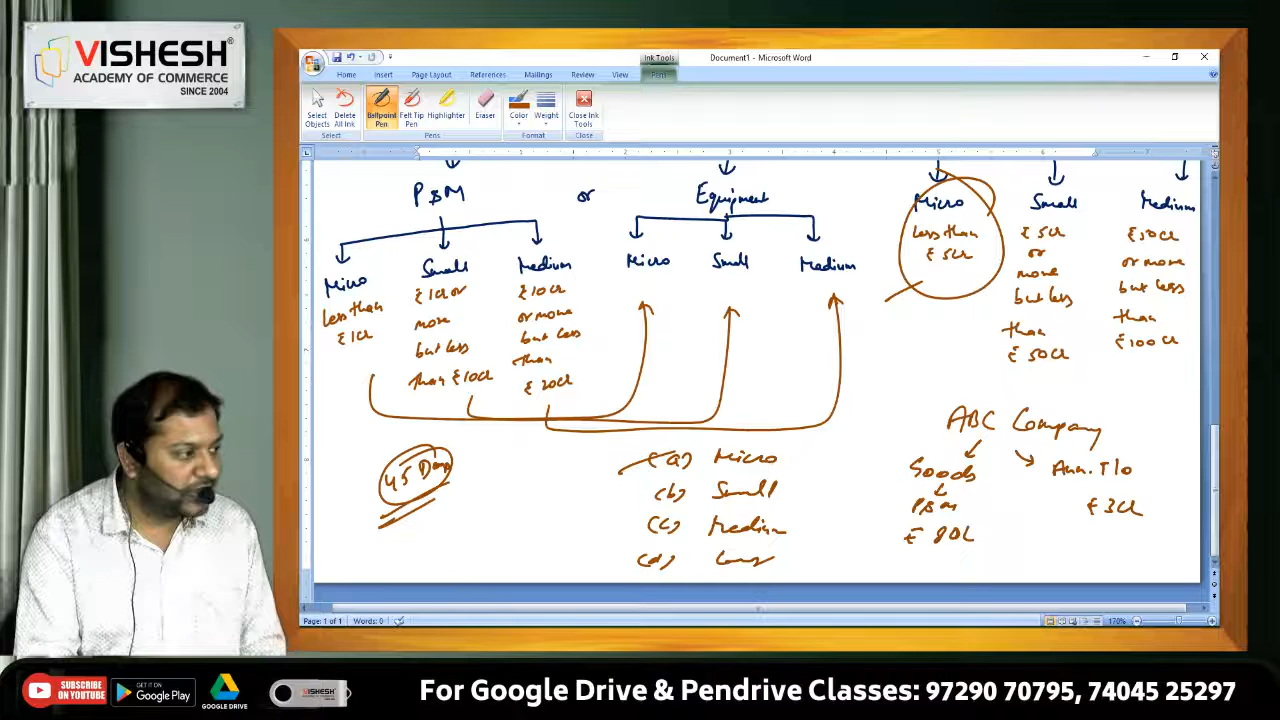 VISHESH®
ACADEMY OF COMMERCE
SINCE 2004
Ink Tools
Document1 - Microsoft Word
Home Insert Page Layout References Mailings Review View Pens
Select Objects
Delete All Ink
Ballpoint Pen
Felt Tip Pen
Highlighter
Eraser
Color
Weight
Close Ink Tools
Select Pens Format Close
P&M or Equipment
Micro Small Medium
Micro
less than
₹1Cr
Small
₹1Cr or
more
but less
than ₹10Cr
Medium
₹10Cr
or more
but less
than
₹20Cr
Micro Small Medium
Micro
less than
₹5Cr
Small
₹5Cr
or
more
but less
than
₹50Cr
Medium
₹50Cr
or more
but less
than
₹100Cr
45 Days
(a) Micro
(b) Small
(c) Medium
(d)
ABC Company
Goods
P&M
₹80L
Ann. T/o
₹3Cr
Page: 1 of 1 Words: 0
170%
SUBSCRIBE ON YOUTUBE
GET IT ON
Google Play
GOOGLE DRIVE
VISHESH
For Google Drive & Pendrive Classes: 97290 70795, 74045 25297